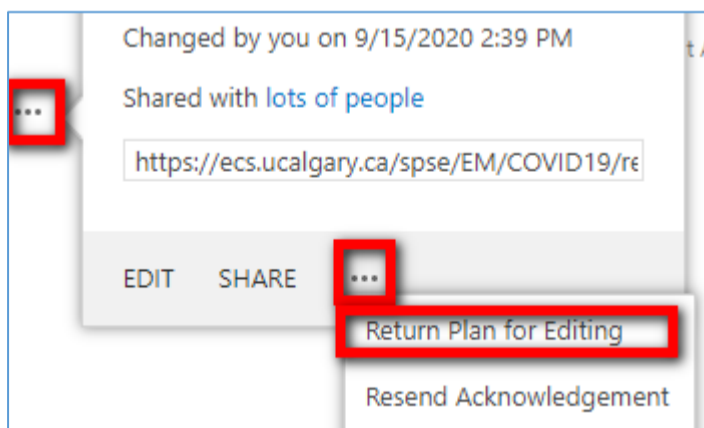 Changed by you on 9/15/2020 2:39 PM
Shared with lots of people
...
https://ecs.ucalgary.ca/spse/EM/COVID19/re
EDIT SHARE ...
Return Plan for Editing
Resend Acknowledgement